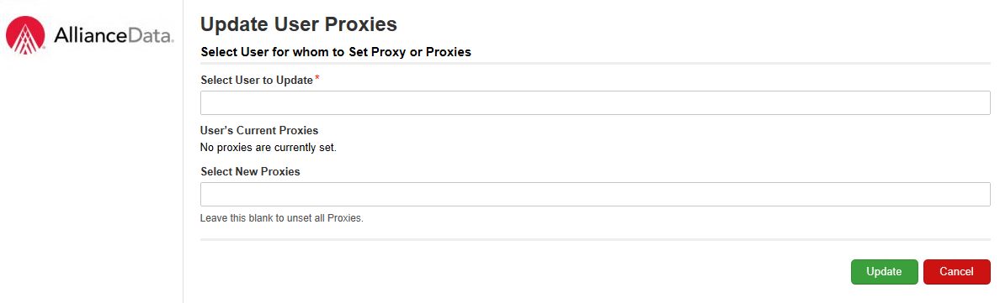 AllianceData.
Update User Proxies
Select User for whom to Set Proxy or Proxies
Select User to Update*
User's Current Proxies
No proxies are currently set.
Select New Proxies
Leave this blank to unset all Proxies.
Update Cancel